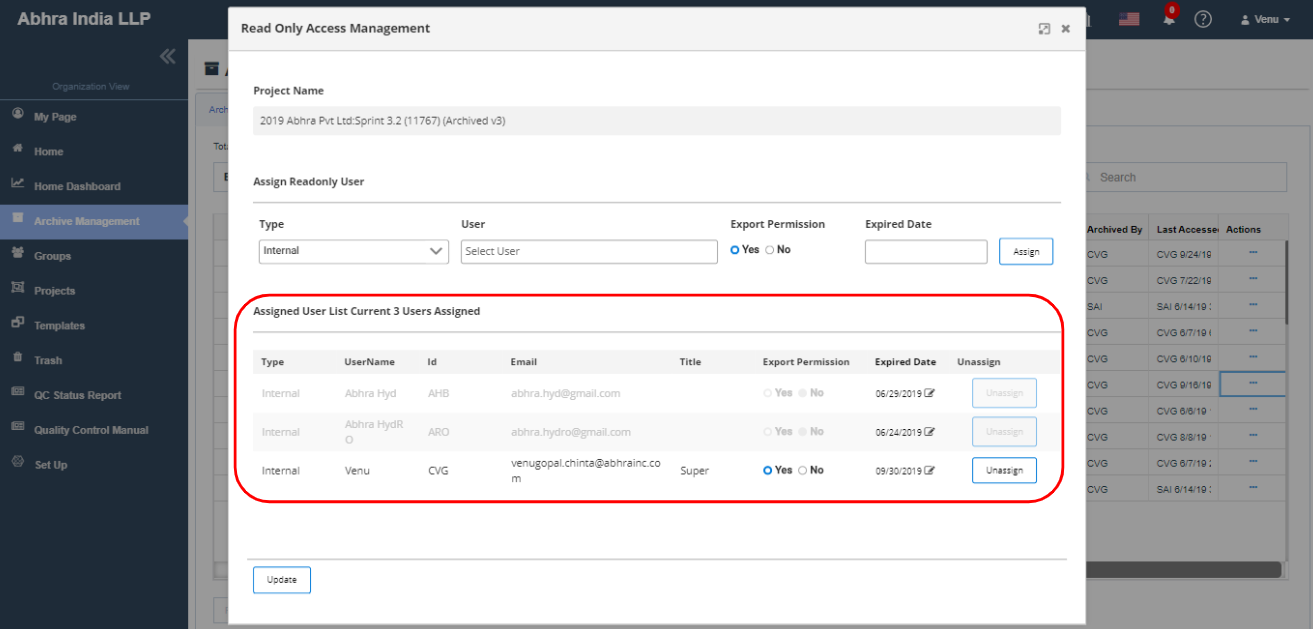 Abhra India LLP
Read Only Access Management
0
Venu
Organization View
My Page
Home
Home Dashboard
Archive Management
Groups
Projects
Templates
Trash
QC Status Report
Quality Control Manual
Set Up
Project Name
2019 Abhra Pvt Ltd:Sprint 3.2 (11767) (Archived v3)
Assign Readonly User
Type User Export Permission Expired Date
Internal Select User Yes No Assign
Assigned User List Current 3 Users Assigned
Type UserName Id Email Title Export Permission Expired Date Unassign
Internal Abhra Hyd AHB abhra.hyd@gmail.com Yes No 06/29/2019 Unassign
Internal Abhra HydR
O ARO abhra.hydro@gmail.com Yes No 06/24/2019 Unassign
Internal Venu CVG venugopal.chinta@abhrainc.co
m Super Yes No 09/30/2019 Unassign
Update
Search
Archived By Last Accesse Actions
CVG CVG 9/24/19
CVG CVG 7/22/19
SAI SAI 6/14/19
CVG CVG 6/7/19
CVG CVG 6/10/19
CVG CVG 9/16/19
CVG CVG 6/6/19
CVG CVG 8/8/19
CVG CVG 6/7/19
CVG SAI 6/14/19